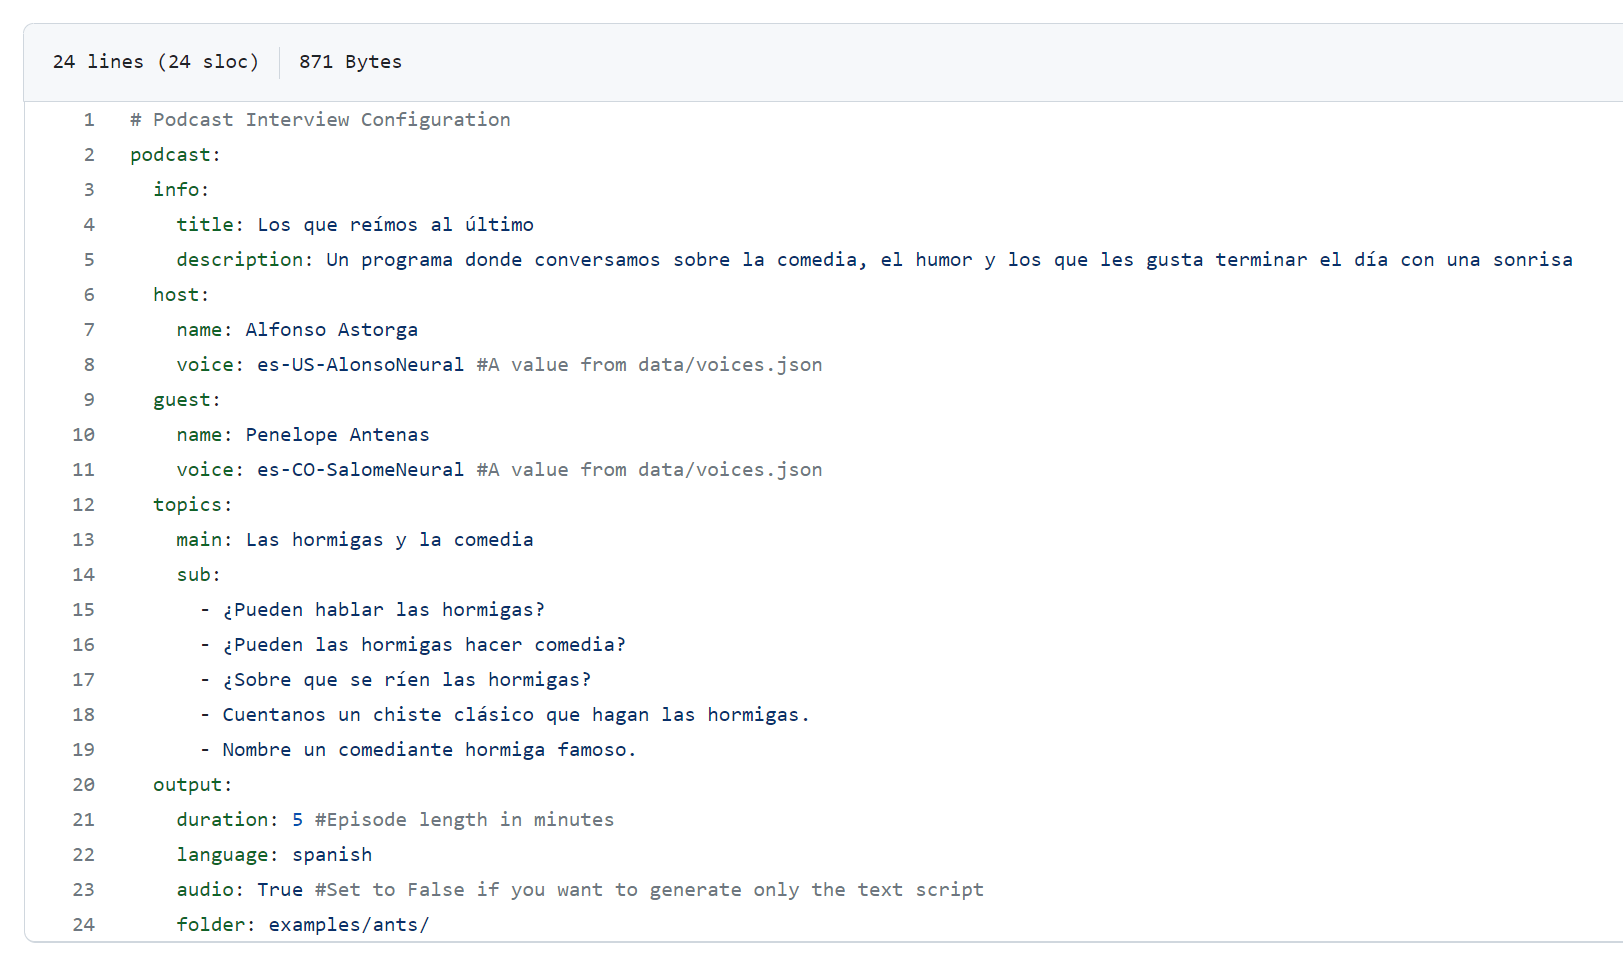 24 lines (24 sloc) 871 Bytes
1 # Podcast Interview Configuration
2 podcast:
3   info:
4     title: Los que reímos al último
5     description: Un programa donde conversamos sobre la comedia, el humor y los que les gusta terminar el día con una sonrisa
6   host:
7     name: Alfonso Astorga
8     voice: es-US-AlonsoNeural #A value from data/voices.json
9   guest:
10     name: Penelope Antenas
11     voice: es-CO-SalomeNeural #A value from data/voices.json
12   topics:
13     main: Las hormigas y la comedia
14     sub:
15       - ¿Pueden hablar las hormigas?
16       - ¿Pueden las hormigas hacer comedia?
17       - ¿Sobre que se ríen las hormigas?
18       - Cuentanos un chiste clásico que hagan las hormigas.
19       - Nombre un comediante hormiga famoso.
20   output:
21     duration: 5 #Episode length in minutes
22     language: spanish
23     audio: True #Set to False if you want to generate only the text script
24     folder: examples/ants/